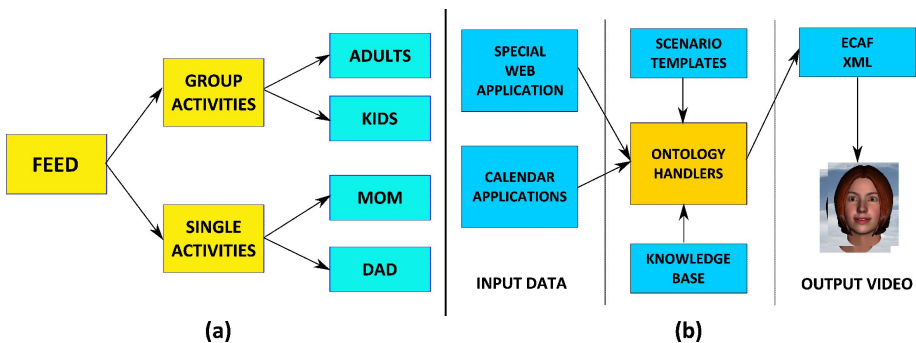 FEED
GROUP
ACTIVITIES
SINGLE
ACTIVITIES
ADULTS
KIDS
MOM
DAD
(a)
SPECIAL
WEB
APPLICATION
CALENDAR
APPLICATIONS
INPUT DATA
SCENARIO
TEMPLATES
ONTOLOGY
HANDLERS
KNOWLEDGE
BASE
ECAF
XML
OUTPUT VIDEO
(b)